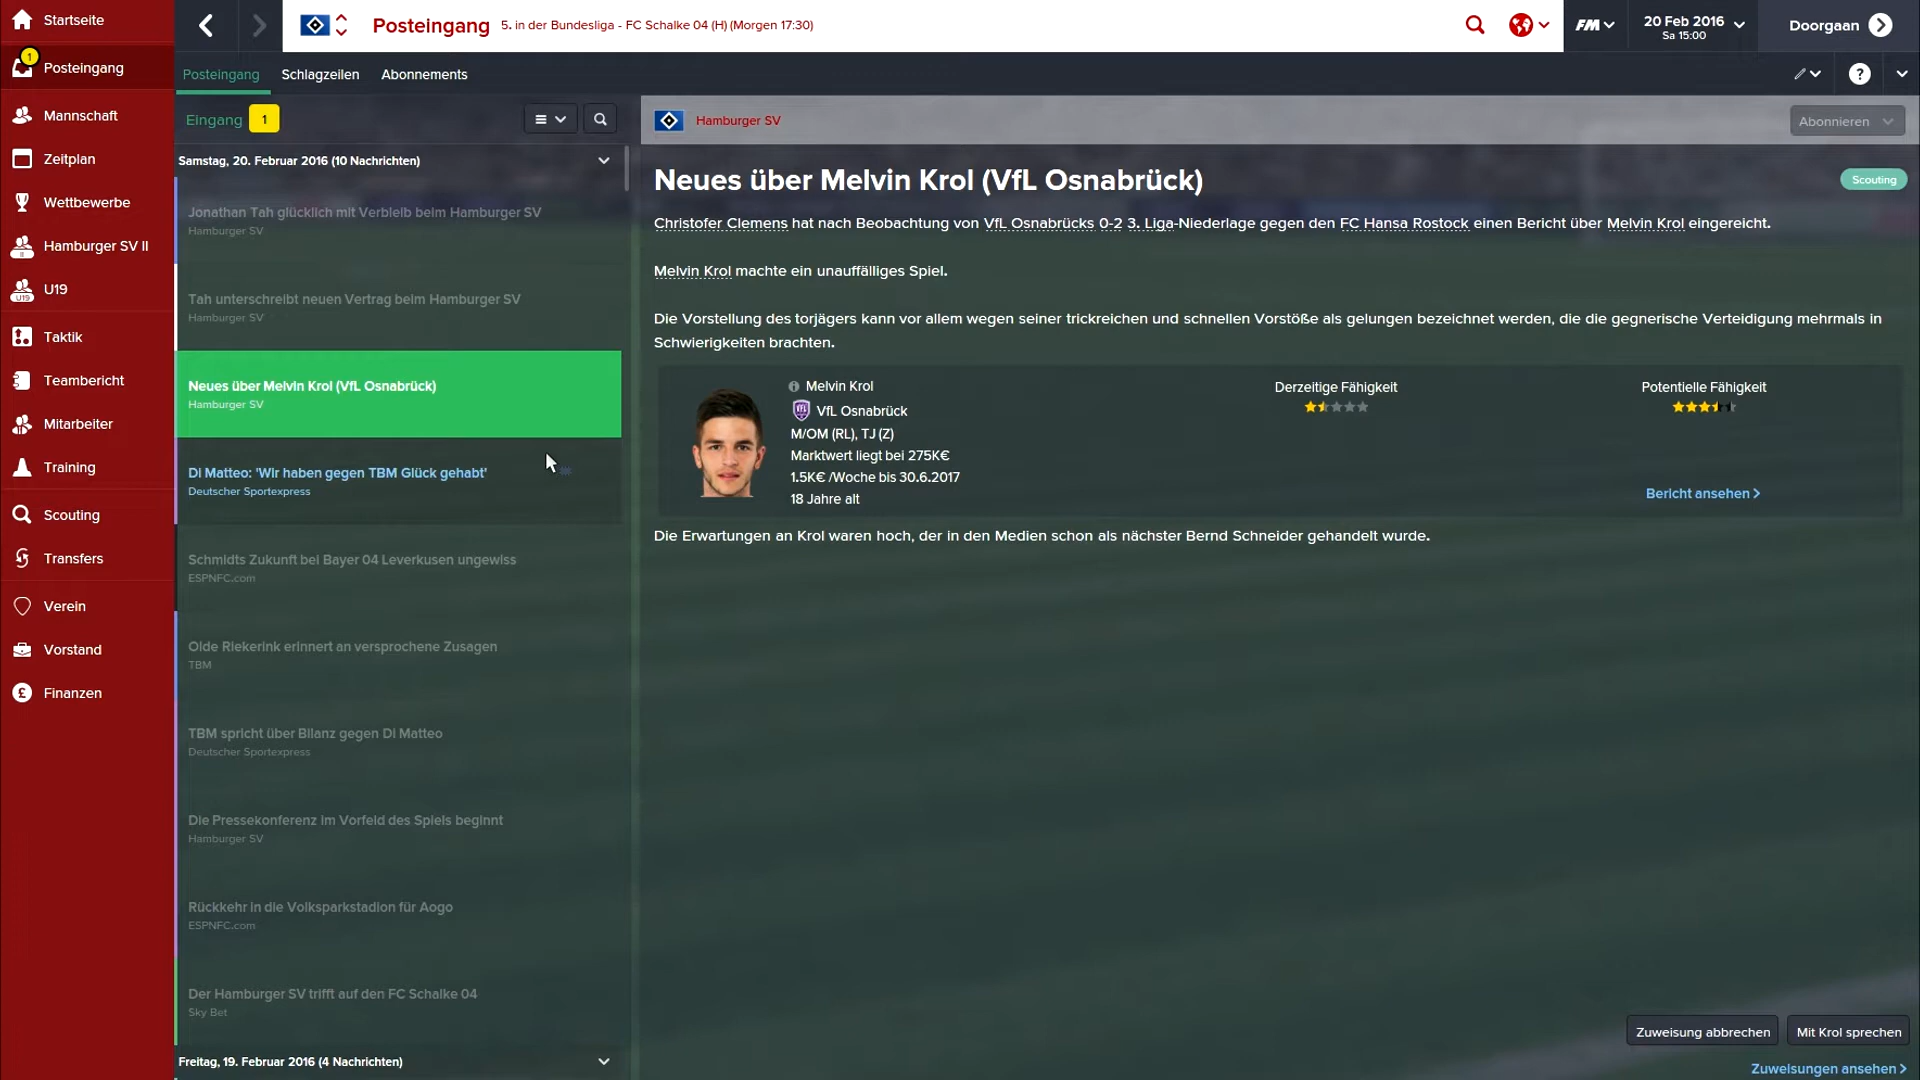 Startseite
1
Posteingang
Mannschaft
Zeitplan
Wettbewerbe
Hamburger SV II
U19
Taktik
Teambericht
Mitarbeiter
Training
Scouting
Transfers
Verein
Vorstand
Finanzen
Posteingang
5. in der Bundesliga - FC Schalke 04 (H) (Morgen 17:30)
FM
20 Feb 2016
Sa 15:00
Doorgaan
Posteingang Schlagzeilen Abonnements
?
Eingang 1
Samstag, 20. Februar 2016 (10 Nachrichten)
Jonathan Tah glücklich mit Verbleib beim Hamburger SV
Hamburger SV
Tah unterschreibt neuen Vertrag beim Hamburger SV
Hamburger SV
Neues über Melvin Krol (VfL Osnabrück)
Hamburger SV
Di Matteo: 'Wir haben gegen TBM Glück gehabt'
Deutscher Sportexpress
Schmidts Zukunft bei Bayer 04 Leverkusen ungewiss
ESPNFC.com
Olde Riekerink erinnert an versprochene Zusagen
TBM
TBM spricht über Bilanz gegen Di Matteo
Deutscher Sportexpress
Die Pressekonferenz im Vorfeld des Spiels beginnt
Hamburger SV
Rückkehr in die Volksparkstadion für Aogo
ESPNFC.com
Der Hamburger SV trifft auf den FC Schalke 04
Sky Bet
Freitag, 19. Februar 2016 (4 Nachrichten)
Hamburger SV
Abonnieren
Neues über Melvin Krol (VfL Osnabrück)
Scouting
Christofer Clemens hat nach Beobachtung von VfL Osnabrücks 0-2 3. Liga-Niederlage gegen den FC Hansa Rostock einen Bericht über Melvin Krol eingereicht.
Melvin Krol machte ein unauffälliges Spiel.
Die Vorstellung des torjägers kann vor allem wegen seiner trickreichen und schnellen Vorstöße als gelungen bezeichnet werden, die die gegnerische Verteidigung mehrmals in
Schwierigkeiten brachten.
Melvin Krol
VfL Osnabrück
M/OM (RL), TJ (Z)
Marktwert liegt bei 275K€
1.5K€ /Woche bis 30.6.2017
18 Jahre alt
Derzeitige Fähigkeit
Potentielle Fähigkeit
Bericht ansehen >
Die Erwartungen an Krol waren hoch, der in den Medien schon als nächster Bernd Schneider gehandelt wurde.
Zuweisung abbrechen
Mit Krol sprechen
Zuweisungen ansehen >